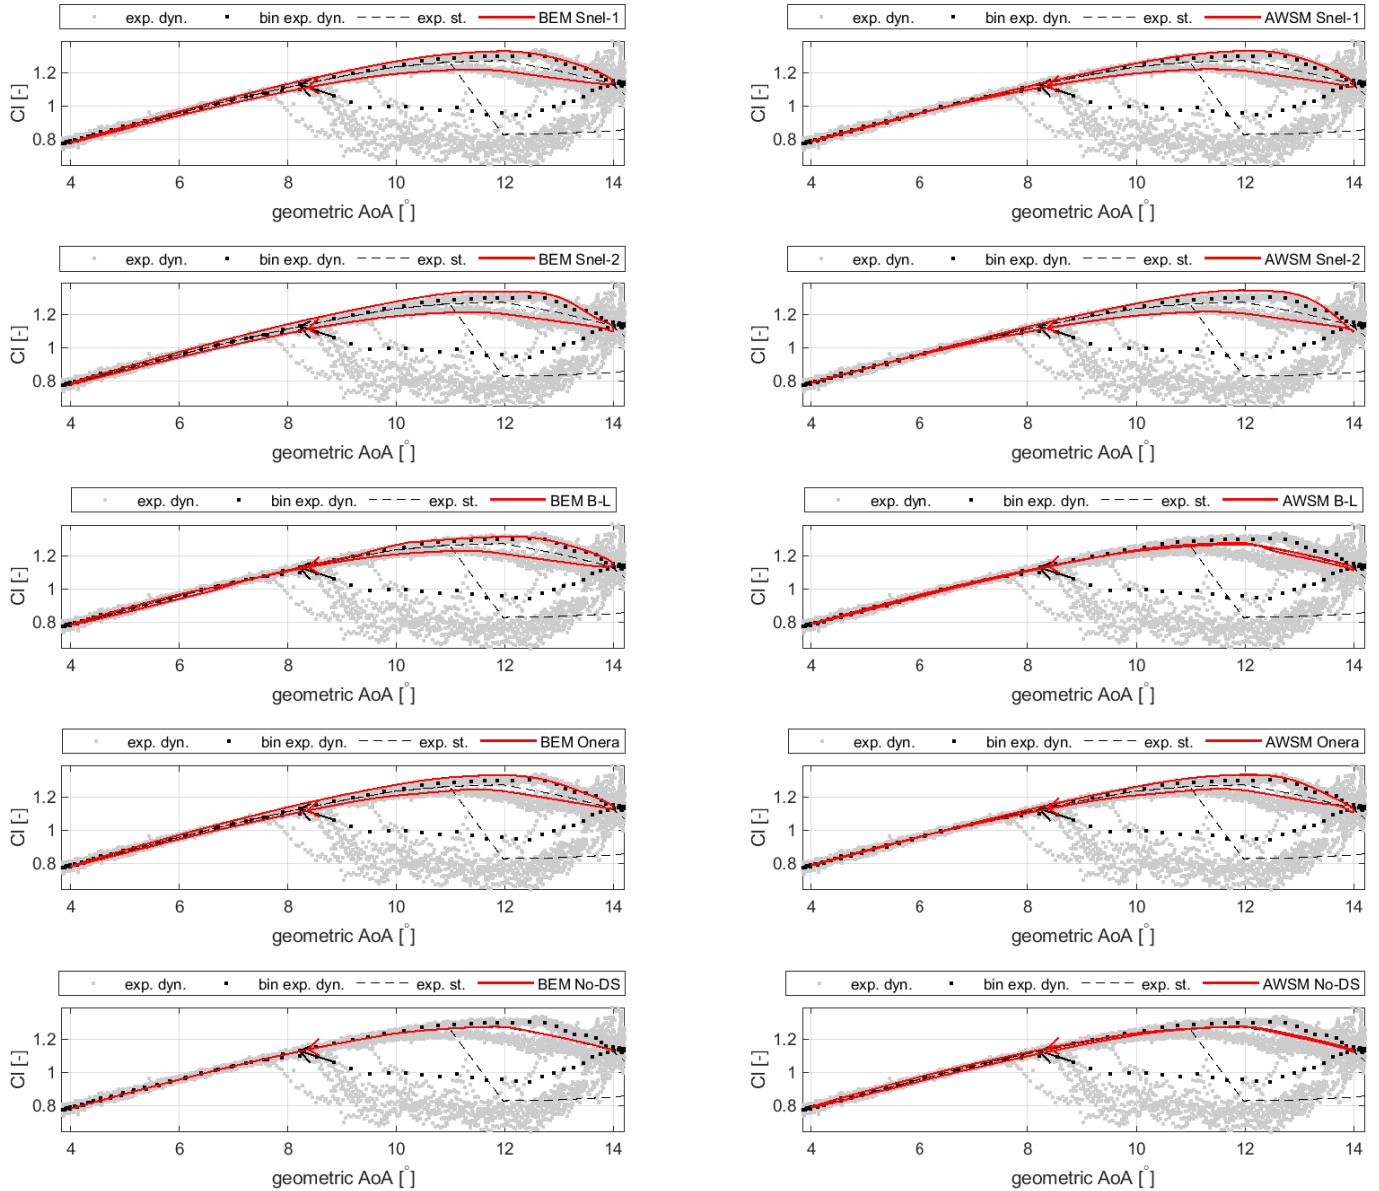 exp. dyn. bin exp. dyn. exp. st. BEM Snel-1
Cl [-]
1.2
1
0.8
4 6 8 10 12 14
geometric AoA [°]
exp. dyn. bin exp. dyn. exp. st. AWSM Snel-1
Cl [-]
1.2
1
0.8
4 6 8 10 12 14
geometric AoA [°]
exp. dyn. bin exp. dyn. exp. st. BEM Snel-2
Cl [-]
1.2
1
0.8
4 6 8 10 12 14
geometric AoA [°]
exp. dyn. bin exp. dyn. exp. st. AWSM Snel-2
Cl [-]
1.2
1
0.8
4 6 8 10 12 14
geometric AoA [°]
exp. dyn. bin exp. dyn. exp. st. BEM B-L
Cl [-]
1.2
1
0.8
4 6 8 10 12 14
geometric AoA [°]
exp. dyn. bin exp. dyn. exp. st. AWSM B-L
Cl [-]
1.2
1
0.8
4 6 8 10 12 14
geometric AoA [°]
exp. dyn. bin exp. dyn. exp. st. BEM Onera
Cl [-]
1.2
1
0.8
4 6 8 10 12 14
geometric AoA [°]
exp. dyn. bin exp. dyn. exp. st. AWSM Onera
Cl [-]
1.2
1
0.8
4 6 8 10 12 14
geometric AoA [°]
exp. dyn. bin exp. dyn. exp. st. BEM No-DS
Cl [-]
1.2
1
0.8
4 6 8 10 12 14
geometric AoA [°]
exp. dyn. bin exp. dyn. exp. st. AWSM No-DS
Cl [-]
1.2
1
0.8
4 6 8 10 12 14
geometric AoA [°]